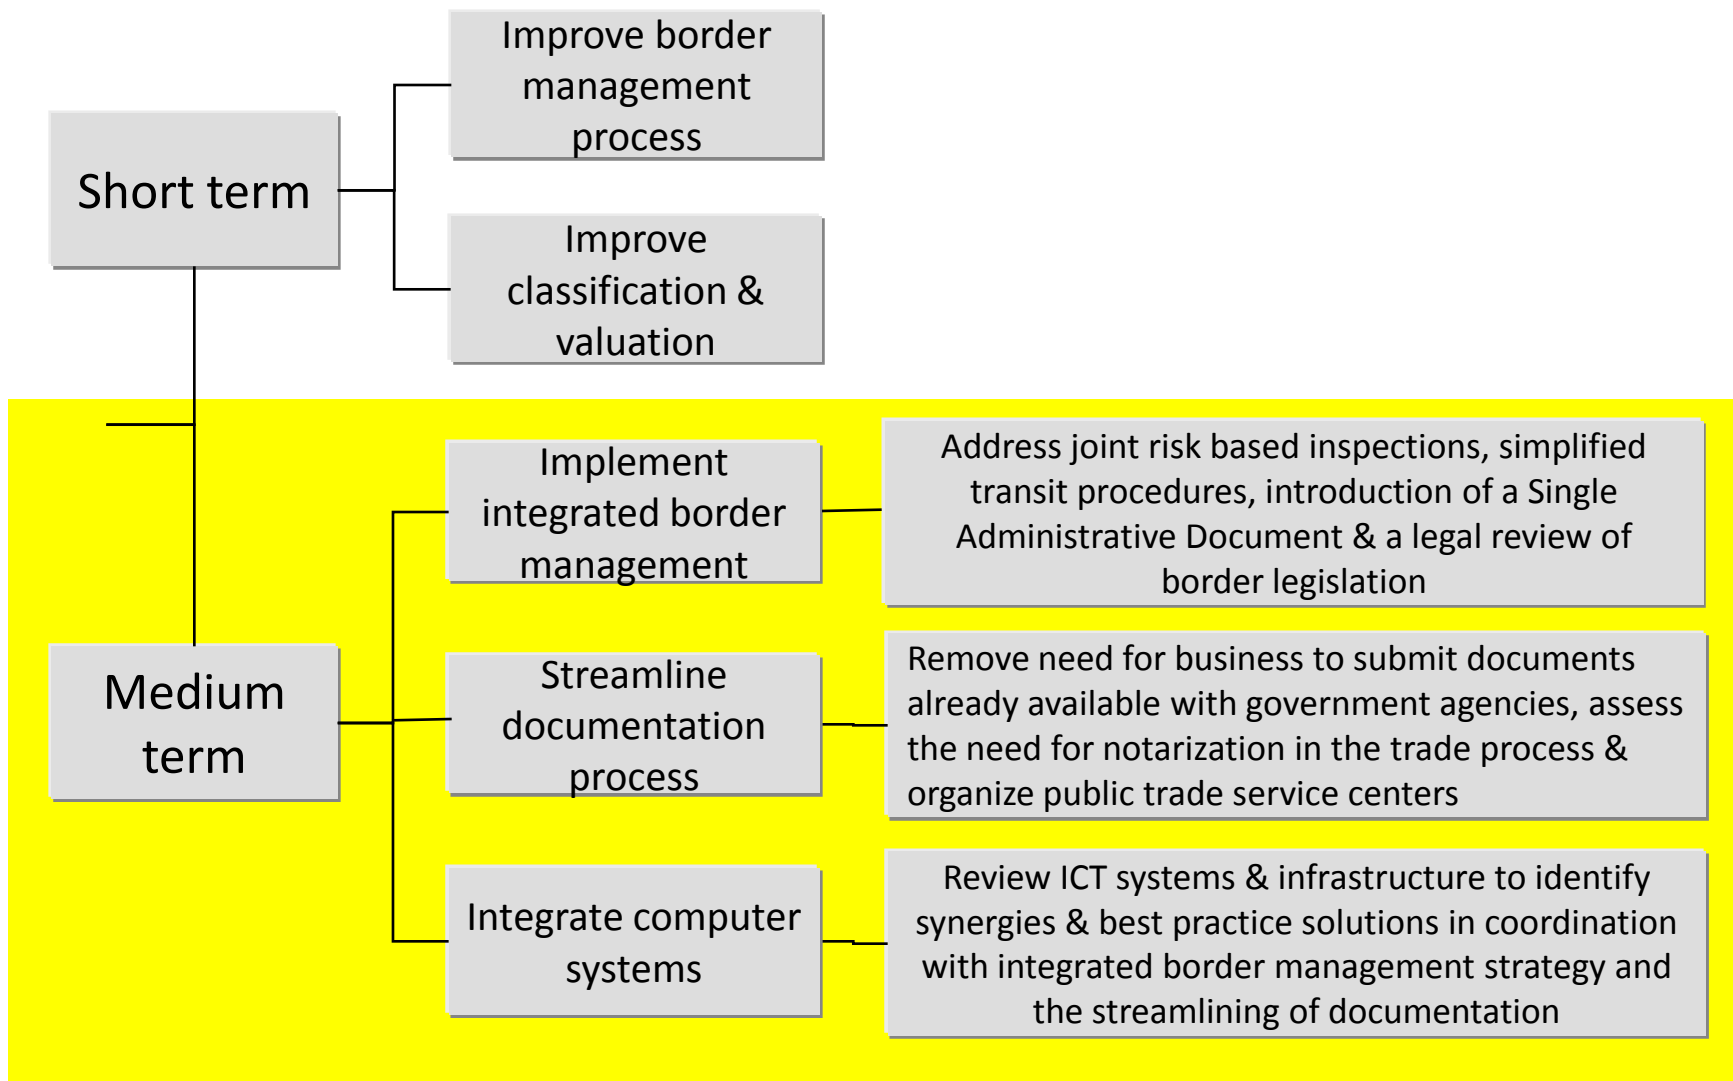 Improve border
management
process
Short term
Improve
classification &
valuation
Implement
integrated border
management
Address joint risk based inspections, simplified
transit procedures, introduction of a Single
Administrative Document & a legal review of
border legislation
Medium
term
Streamline
documentation
process
Remove need for business to submit documents
already available with government agencies, assess
the need for notarization in the trade process &
organize public trade service centers
Integrate computer
systems
Review ICT systems & infrastructure to identify
synergies & best practice solutions in coordination
with integrated border management strategy and
the streamlining of documentation